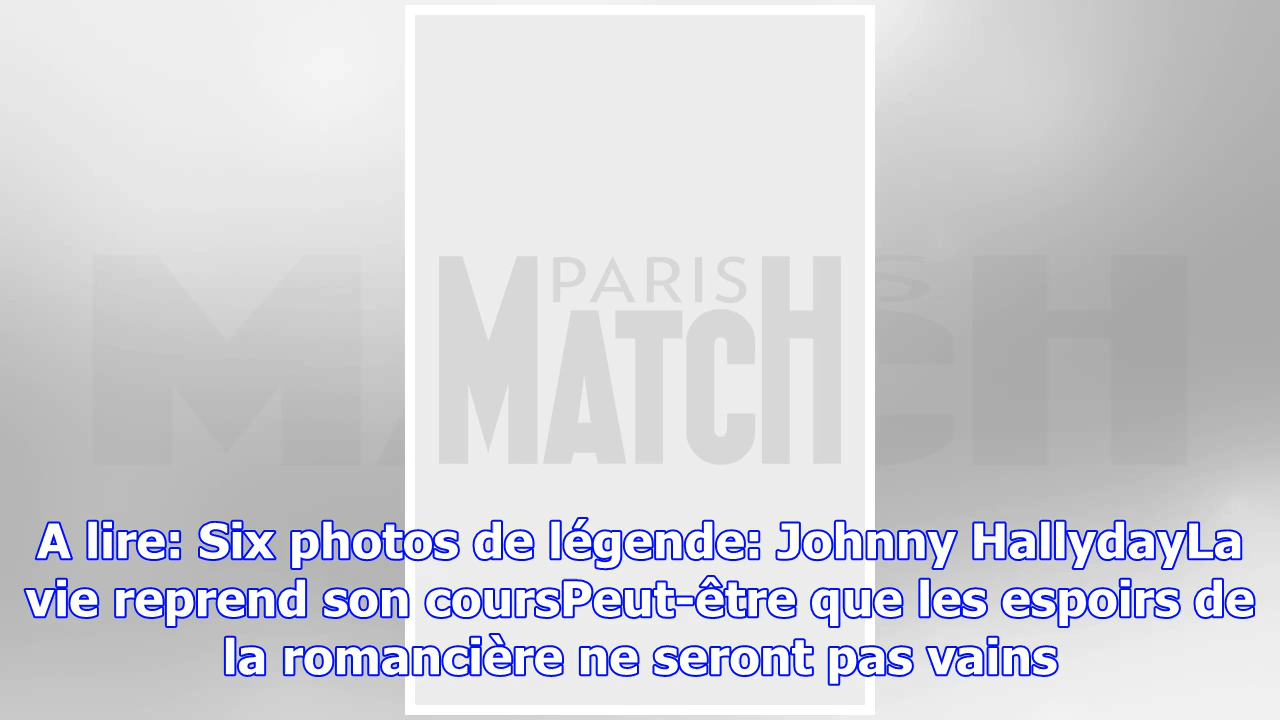 PARIS
MATCH
A lire: Six photos de légende: Johnny HallydayLa
vie reprend son coursPeut-être que les espoirs de
la romancière ne seront pas vains